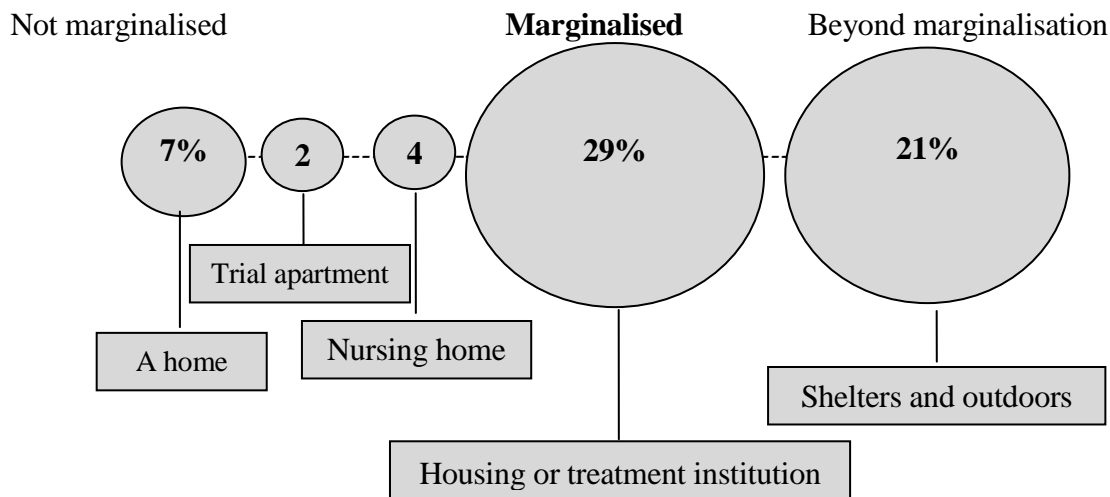 Not marginalised
Marginalised
Beyond marginalisation
7%
2
4
29%
21%
Trial apartment
A home
Nursing home
Shelters and outdoors
Housing or treatment institution